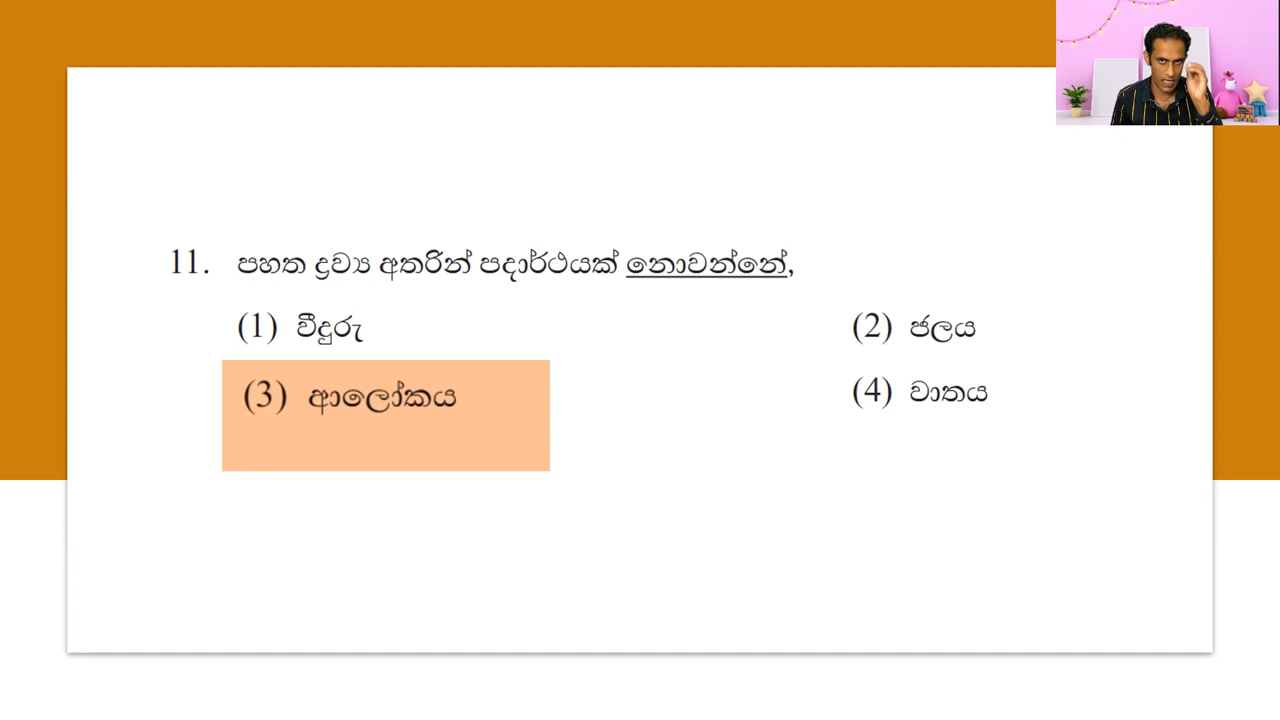 11. පහත ද්‍රව්‍ය අතරින් පදාර්ථයක් නොවන්නේ,
(1) වීදුරු (2) ජලය
(3) ආලෝකය (4) වාතය